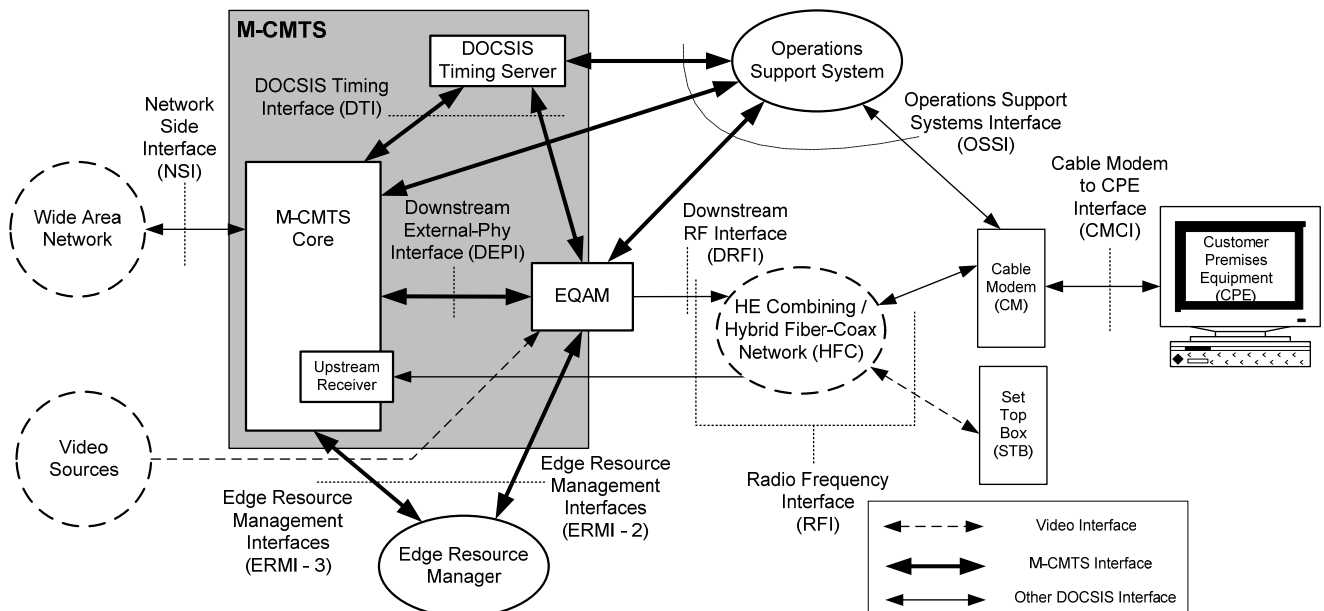 M-CMTS
DOCSIS
Timing Server
Operations
Support System
DOCSIS Timing
Interface (DTI)
Network
Side
Interface
(NSI)
Operations Support
Systems Interface
(OSSI)
Cable Modem
to CPE
Interface
(CMCI)
Wide Area
Network
M-CMTS
Core
Downstream
External-Phy
Interface (DEPI)
Downstream
RF Interface
(DRFI)
Cable
Modem
(CM)
Customer
Premises
Equipment
(CPE)
EQAM
HE Combining /
Hybrid Fiber-Coax
Network (HFC)
Upstream
Receiver
Set
Top
Box
(STB)
Video
Sources
Edge Resource
Management
Interfaces
(ERMI - 3)
Edge Resource
Management
Interfaces
(ERMI - 2)
Radio Frequency
Interface
(RFI)
Edge Resource
Manager
Video Interface
M-CMTS Interface
Other DOCSIS Interface